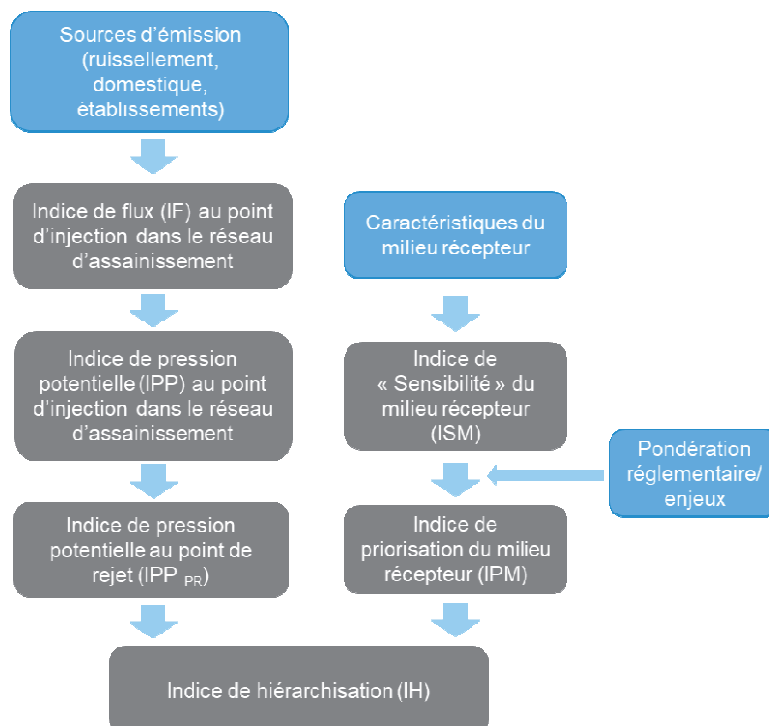 Sources d’émission
(ruissellement,
domestique,
établissements)
Indice de flux (IF) au point
d’injection dans le réseau
d’assainissement
Caractéristiques du
milieu récepteur
Indice de pression
potentielle (IPP) au point
d’injection dans le réseau
d’assainissement
Indice de
« Sensibilité » du
milieu récepteur
(ISM)
Pondération
réglementaire/
enjeux
Indice de pression
potentielle au point de
rejet (IPP PR)
Indice de
priorisation du milieu
récepteur (IPM)
Indice de hiérarchisation (IH)